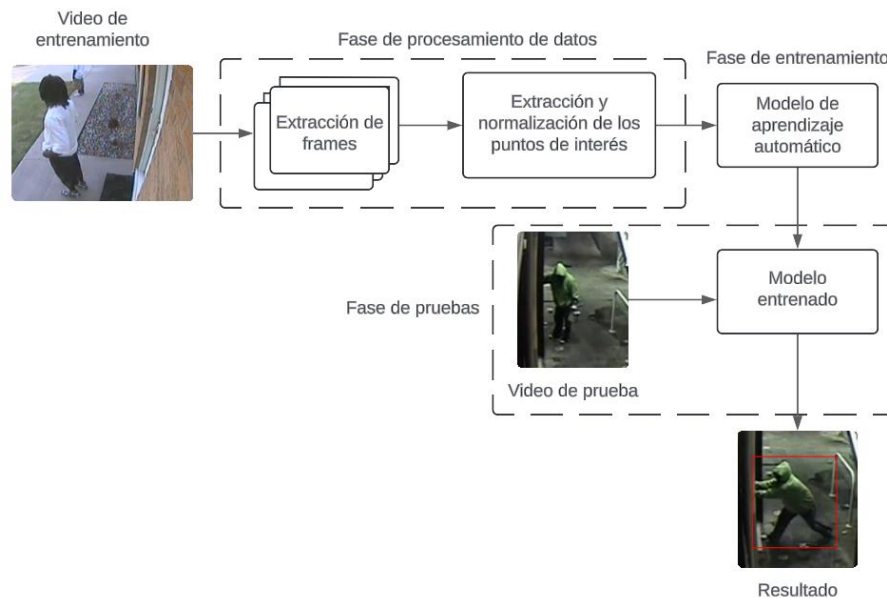 Video de
entrenamiento
Fase de procesamiento de datos
Fase de entrenamiento
Extracción de
frames
Extracción y
normalización de los
puntos de interés
Modelo de
aprendizaje
automático
Fase de pruebas
Modelo
entrenado
Video de prueba
Resultado